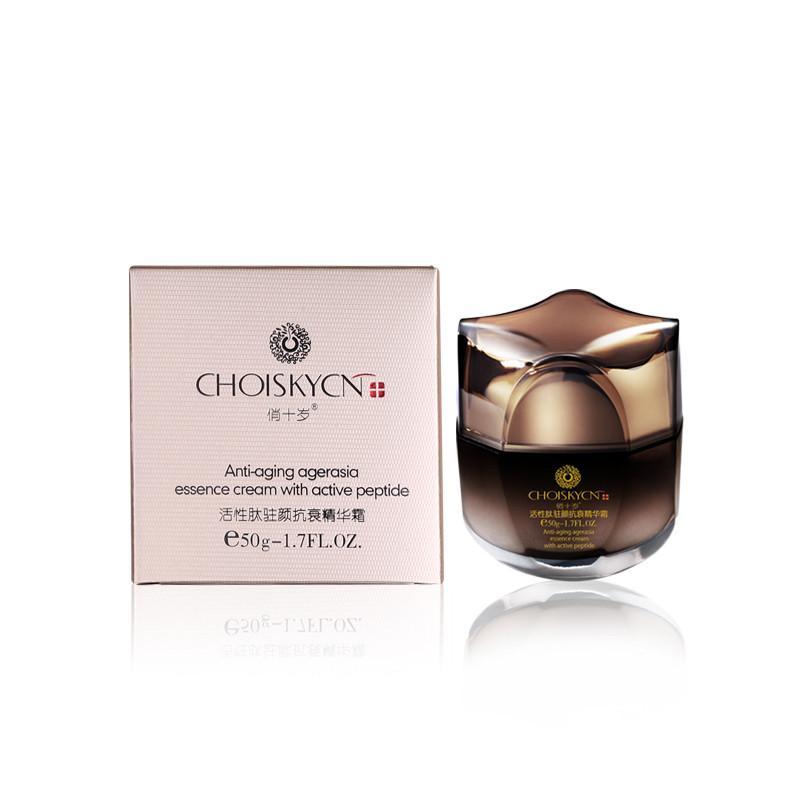 CHOISKYCN
俏十岁®
Anti-aging agerasia
essence cream with active peptide
活性肽驻颜抗衰精华霜
e50g-1.7FL.OZ.
CHOISKYCN
俏十岁®
活性肽驻颜抗衰精华霜
e50g-1.7FL.OZ.
Anti-aging agerasia
essence cream
with active peptide